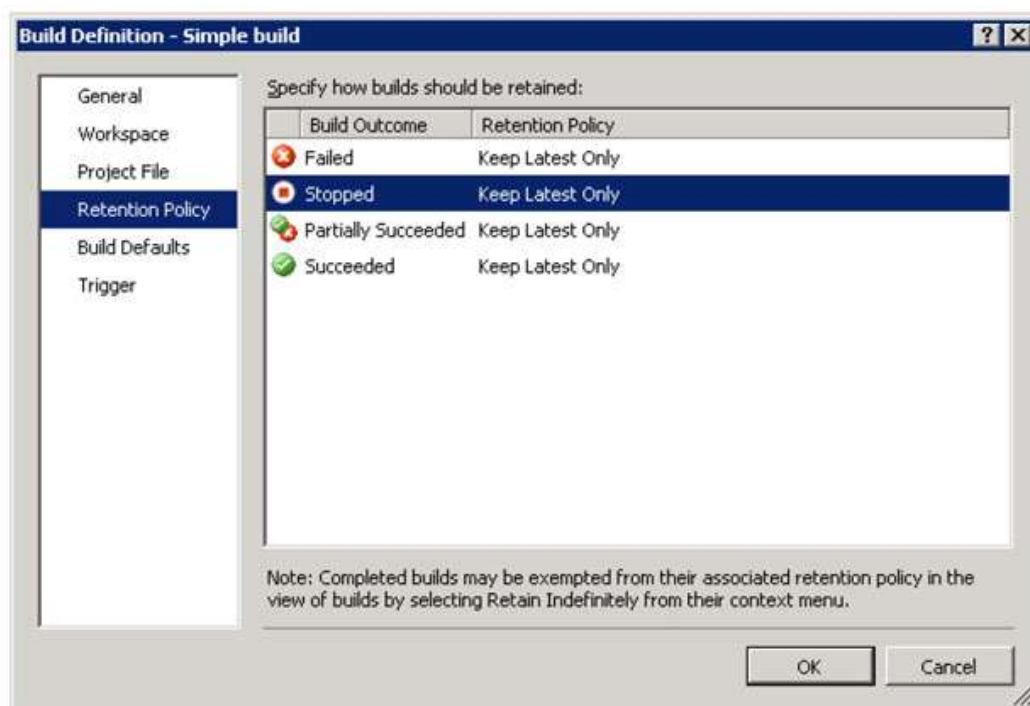 Build Definition - Simple build
General
Workspace
Project File
Retention Policy
Build Defaults
Trigger
Specify how builds should be retained:
Build Outcome Retention Policy
Failed Keep Latest Only
Stopped Keep Latest Only
Partially Succeeded Keep Latest Only
Succeeded Keep Latest Only
Note: Completed builds may be exempted from their associated retention policy in the
view of builds by selecting Retain Indefinitely from their context menu.
OK Cancel